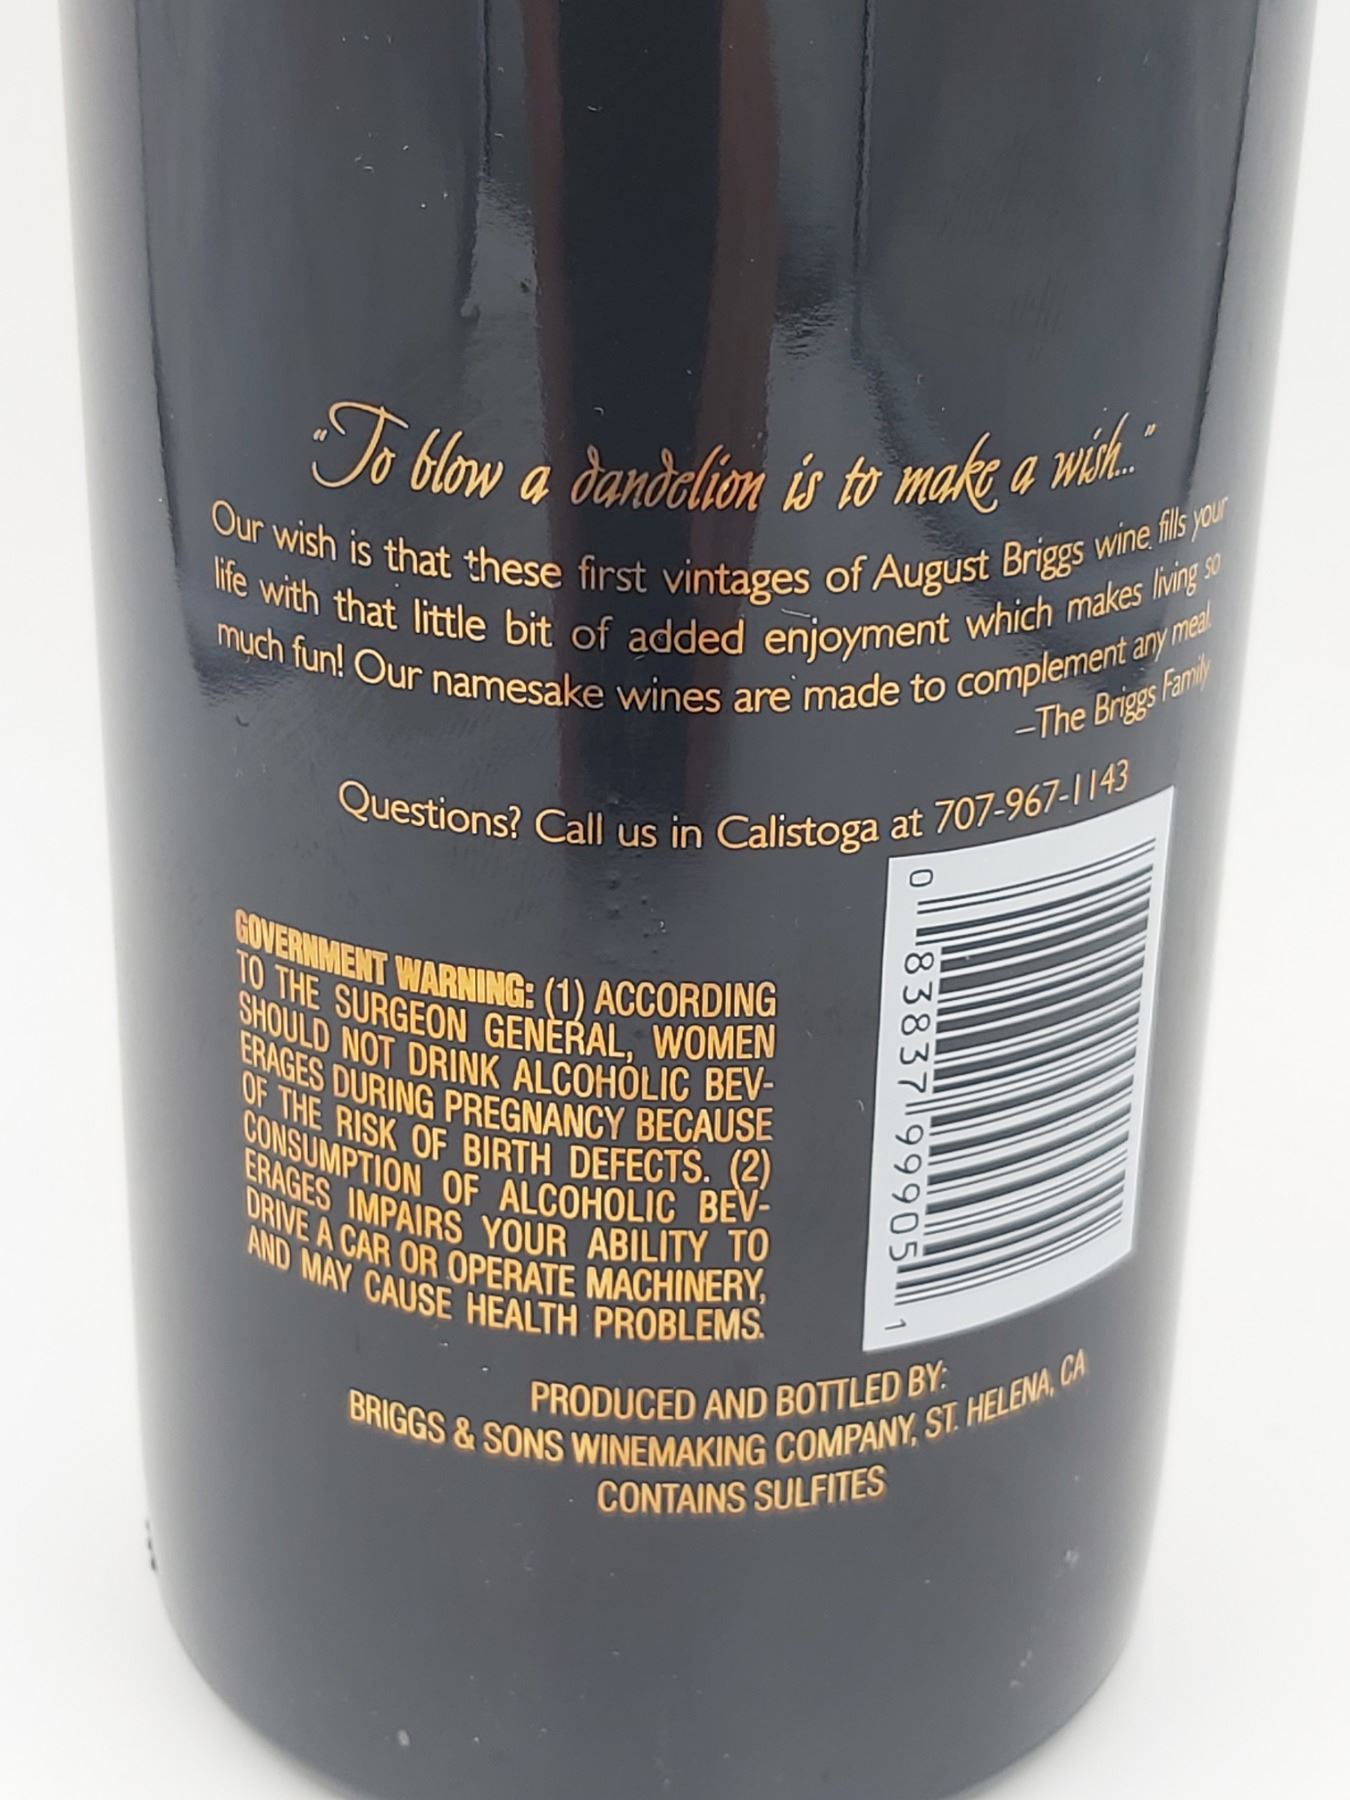 "To blow a dandelion is to make a wish..."
Our wish is that these first vintages of August Briggs wine fills your
life with that little bit of added enjoyment which makes living so
much fun! Our namesake wines are made to complement any meal.
–The Briggs Family
Questions? Call us in Calistoga at 707-967-1143
GOVERNMENT WARNING: (1) ACCORDING
TO THE SURGEON GENERAL, WOMEN
SHOULD NOT DRINK ALCOHOLIC BEV-
ERAGES DURING PREGNANCY BECAUSE
OF THE RISK OF BIRTH DEFECTS. (2)
CONSUMPTION OF ALCOHOLIC BEV-
ERAGES IMPAIRS YOUR ABILITY TO
DRIVE A CAR OR OPERATE MACHINERY,
AND MAY CAUSE HEALTH PROBLEMS.
0 83837 99905 1
PRODUCED AND BOTTLED BY:
BRIGGS & SONS WINEMAKING COMPANY, ST. HELENA, CA
CONTAINS SULFITES